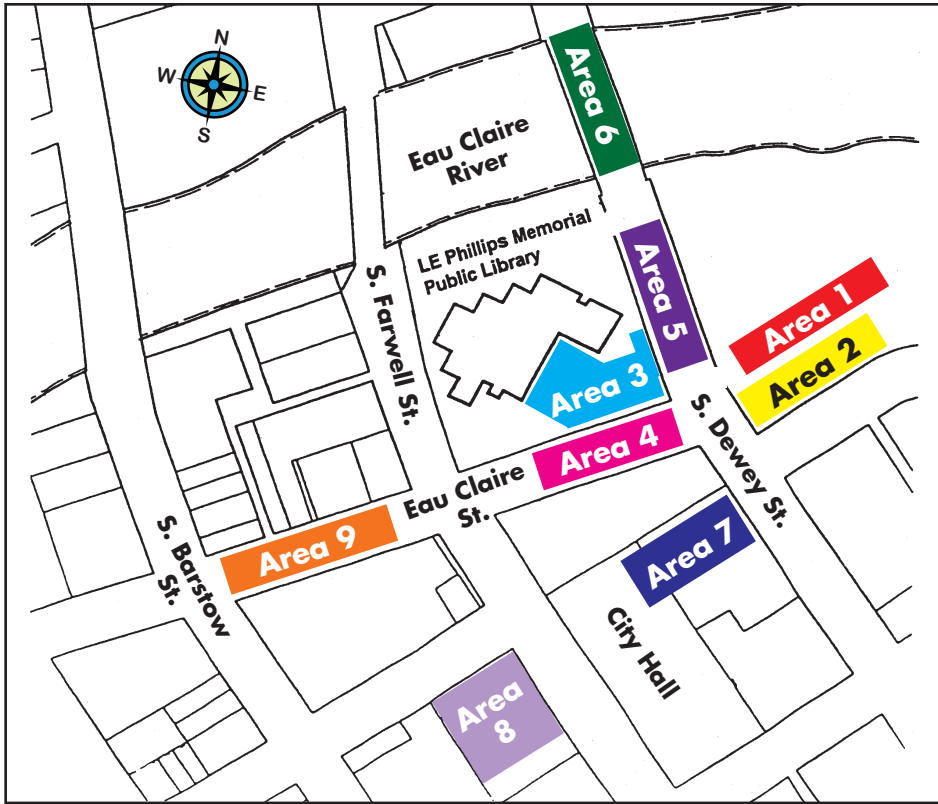 N
W
E
S
Area 6
Eau Claire
River
LE Phillips Memorial
Public Library
Area 5
Area 1
Area 2
S. Farwell St.
Area 3
Area 4
S. Dewey St.
Eau Claire
St.
Area 9
Area 7
S. Barstow
St.
City Hall
Area
8